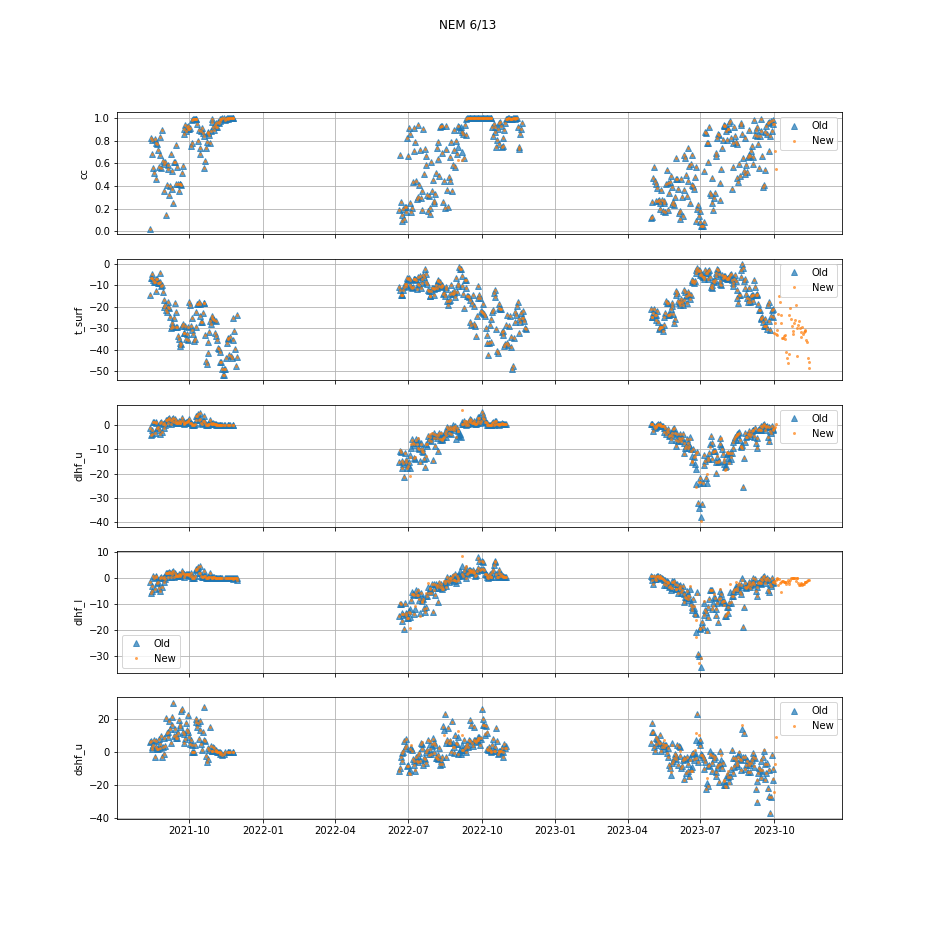 NEM 6/13
1.0
0.8
0.6
0.4
0.2
0.0
cc
Old
New
0
−10
−20
−30
−40
−50
t_surf
Old
New
0
−10
−20
−30
−40
dlhf_u
Old
New
10
0
−10
−20
−30
dlhf_l
Old
New
20
0
−20
−40
dshf_u
Old
New
2021-10
2022-01
2022-04
2022-07
2022-10
2023-01
2023-04
2023-07
2023-10